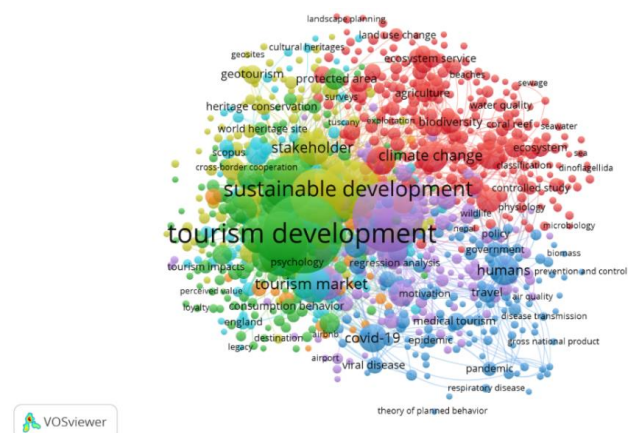 landscape planning
land use change
geosites
cultural heritages
ecosystem service
geotourism
protected area
beaches
sewage
surveys
agriculture
heritage conservation
water quality
tuscany
exploitation
biodiversity
coral reef
seawater
world heritage site
stakeholder
scopus
climate change
ecosystem
sea
cross-border cooperation
classification
dinoflagellida
sustainable development
controlled study
physiology
wildlife
microbiology
tourism development
nepal
policy
government
biomass
psychology
regression analysis
tourism impacts
humans
prevention and control
tourism market
perceived value
motivation
travel
air quality
loyalty
consumption behavior
england
medical tourism
disease transmission
destination
airbnb
covid-19
epidemic
gross national product
legacy
airport
viral disease
pandemic
respiratory disease
theory of planned behavior
VOSviewer